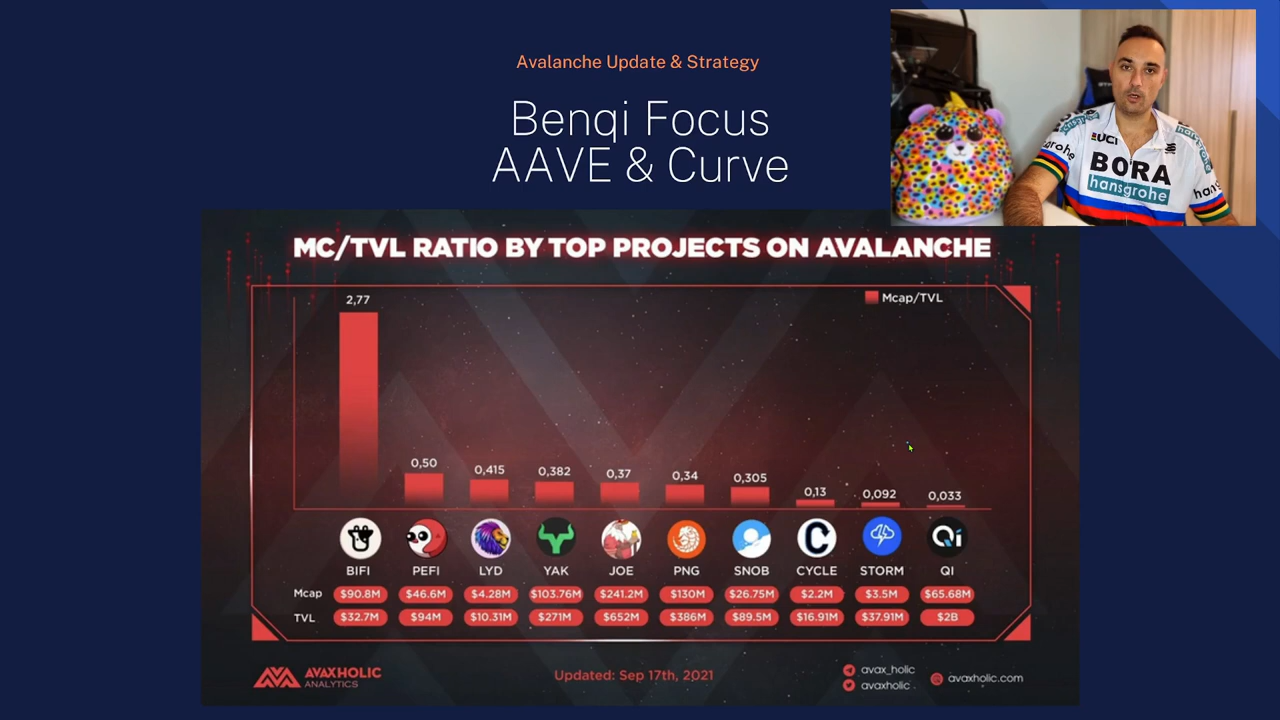 Avalanche Update & Strategy
Benqi Focus
AAVE & Curve
UCI
BORA
hansgrohe
MC/TVL RATIO BY TOP PROJECTS ON AVALANCHE
Mcap/TVL
2,77
0,50
0,415
0,382
0,37
0,34
0,305
0,13
0,092
0,033
C
Qi
BIFI PEFI LYD YAK JOE PNG SNOB CYCLE STORM QI
Mcap $90.8M $46.6M $4.28M $103.76M $241.2M $130M $26.75M $2.2M $3.5M $65.68M
TVL $32.7M $94M $10.31M $271M $652M $386M $89.5M $16.91M $37.91M $2B
AVAXHOLIC
ANALYTICS
Updated: Sep 17th, 2021
avax_holic
avaxholic
avaxholic.com